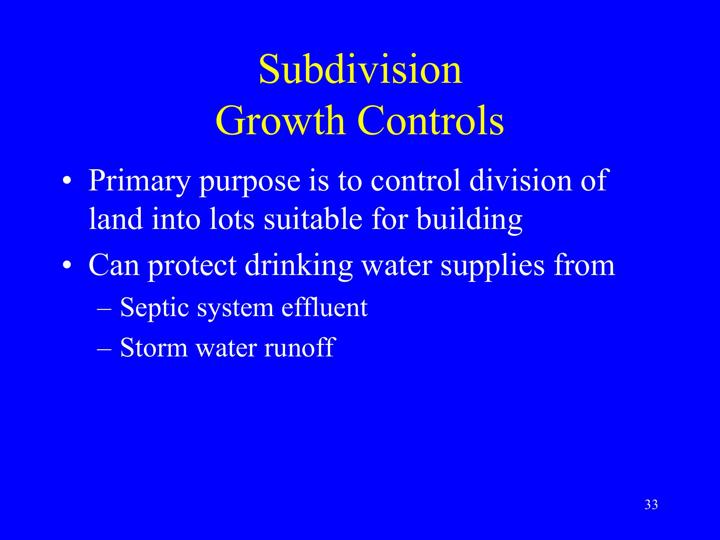 Subdivision
Growth Controls
• Primary purpose is to control division of
land into lots suitable for building
• Can protect drinking water supplies from
– Septic system effluent
– Storm water runoff
33